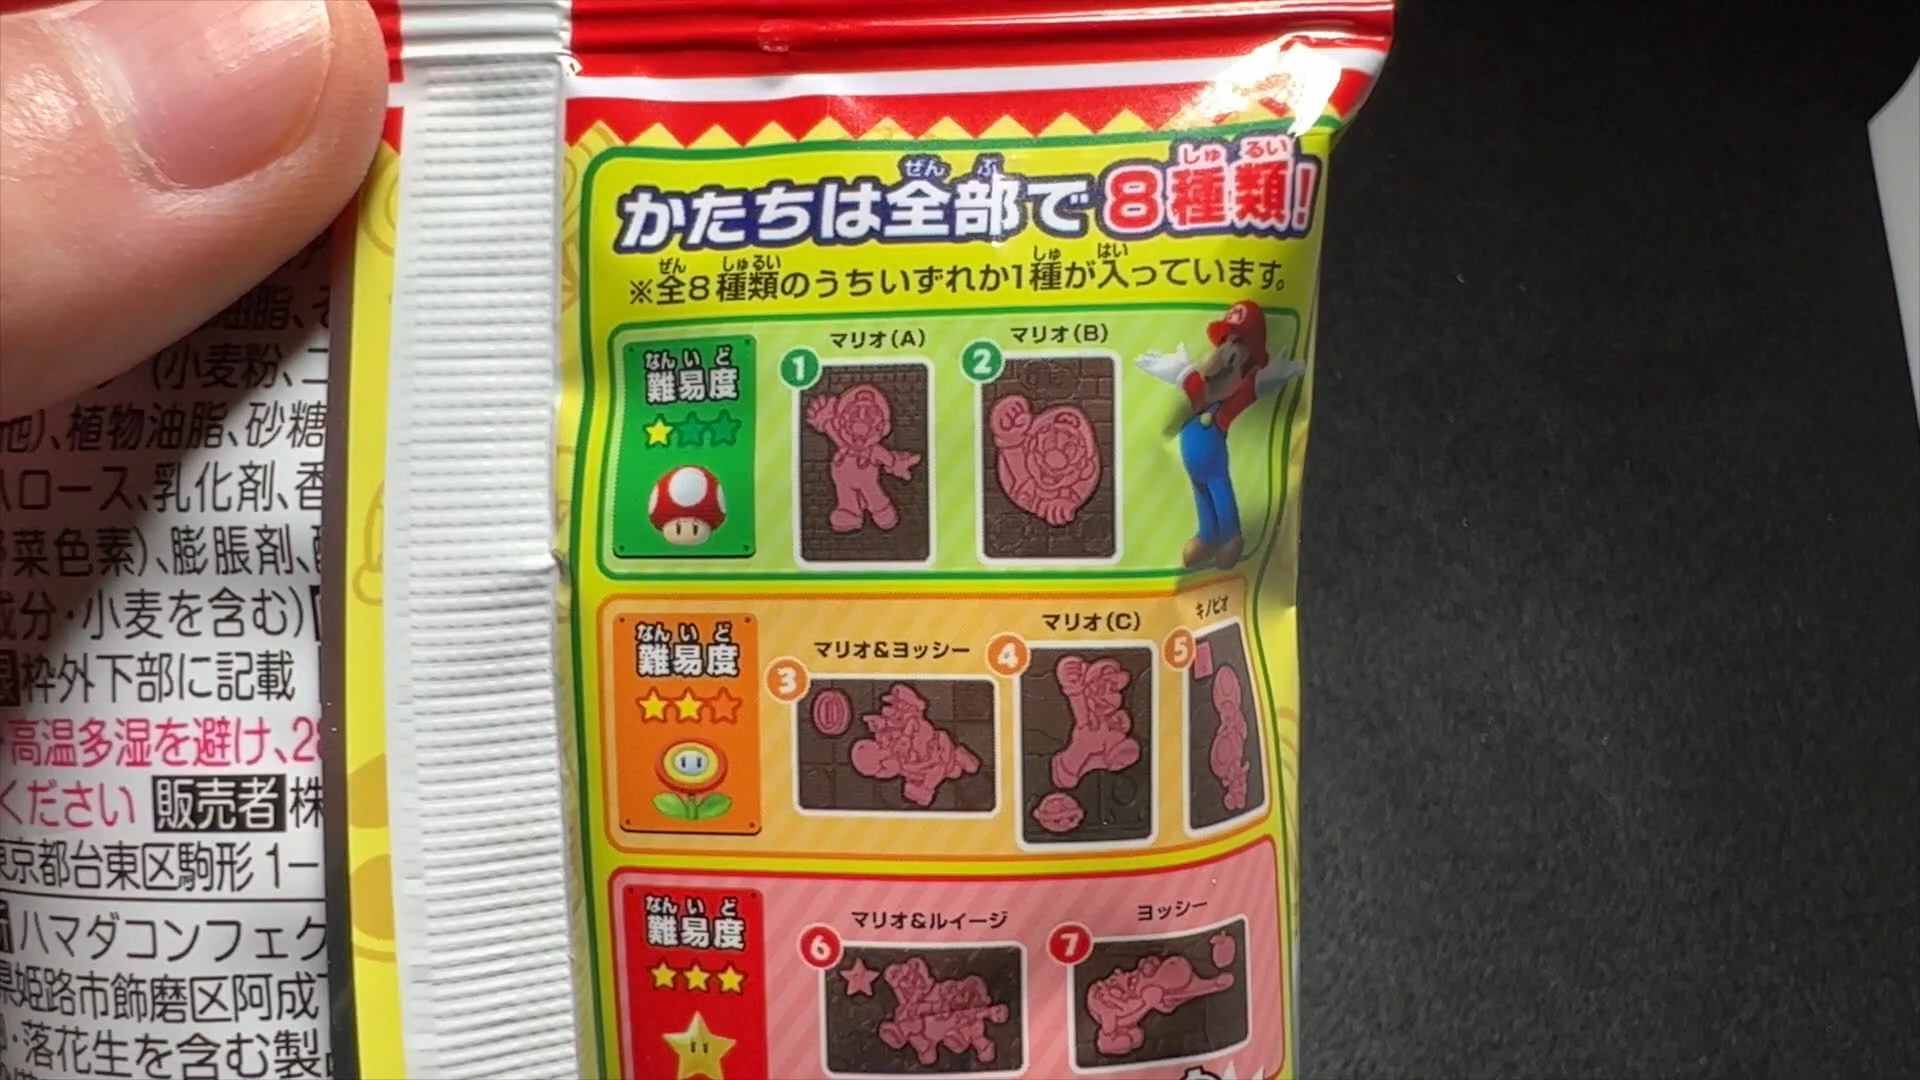 かたちは全部で8種類!
ぜん ぶ しゅ るい
※全8種類のうちいずれか1種が入っています。
ぜん しゅるい しゅ はい
なん い ど
難易度
1 マリオ(A)
2 マリオ(B)
なん い ど
難易度
3 マリオ&ヨッシー
4 マリオ(C)
5 キノピオ
なん い ど
難易度
6 マリオ&ルイージ
7 ヨッシー
油脂、
(小麦粉、
他)、植物油脂、砂糖
ロース、乳化剤、香
野菜色素)、膨脹剤、
成分・小麦を含む)
枠外下部に記載
高温多湿を避け、28
ください 販売者 株
東京都台東区駒形1-
ハマダコンフェク
県姫路市飾磨区阿成
・落花生を含む製